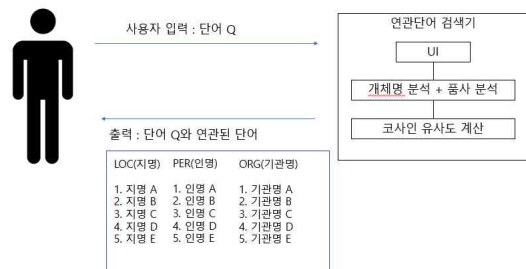 사용자 입력 : 단어 Q
연관단어 검색기
UI
개체명 분석 + 품사 분석
코사인 유사도 계산
출력 : 단어 Q와 연관된 단어
LOC(지명) PER(인명) ORG(기관명)
1. 지명 A 1. 인명 A 1. 기관명 A
2. 지명 B 2. 인명 B 2. 기관명 B
3. 지명 C 3. 인명 C 3. 기관명 C
4. 지명 D 4. 인명 D 4. 기관명 D
5. 지명 E 5. 인명 E 5. 기관명 E